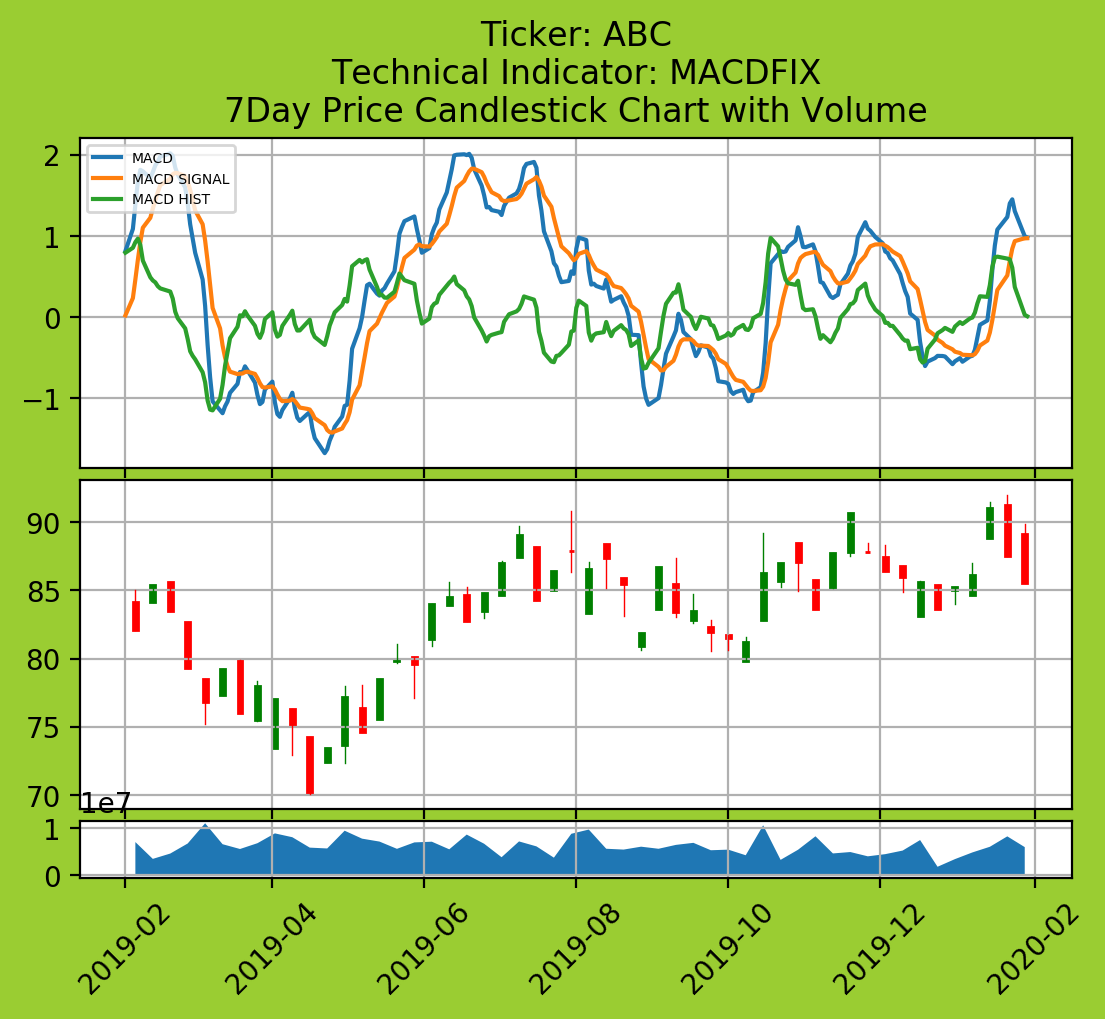 Ticker: ABC
Technical Indicator: MACDFIX
7Day Price Candlestick Chart with Volume
2
1
0
−1
MACD
MACD SIGNAL
MACD HIST
90
85
80
75
70
1e7
1
0
2019-02
2019-04
2019-06
2019-08
2019-10
2019-12
2020-02